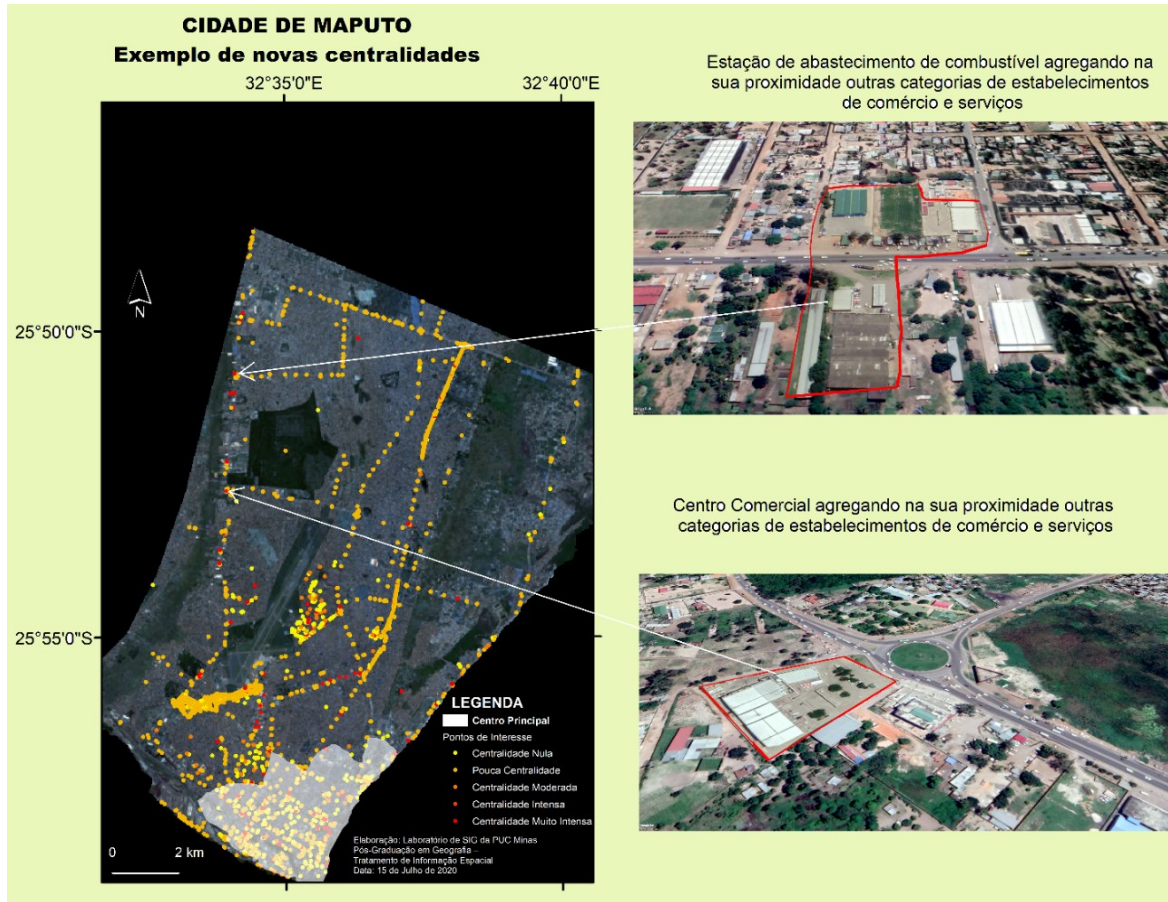 CIDADE DE MAPUTO
Exemplo de novas centralidades
32°35'0"E
32°40'0"E
25°50'0"S
25°55'0"S
N
LEGENDA
Centro Principal
Pontos de Interesse
Centralidade Nula
Pouca Centralidade
Centralidade Moderada
Centralidade Intensa
Centralidade Muito Intensa
Elaboração: Laboratório de SIG da PUC Minas
Pós-Graduação em Geografia –
Tratamento de Informação Espacial
Data: 15 de Julho de 2020
0 2 km
Estação de abastecimento de combustível agregando na
sua proximidade outras categorias de estabelecimentos
de comércio e serviços
Centro Comercial agregando na sua proximidade outras
categorias de estabelecimentos de comércio e serviços